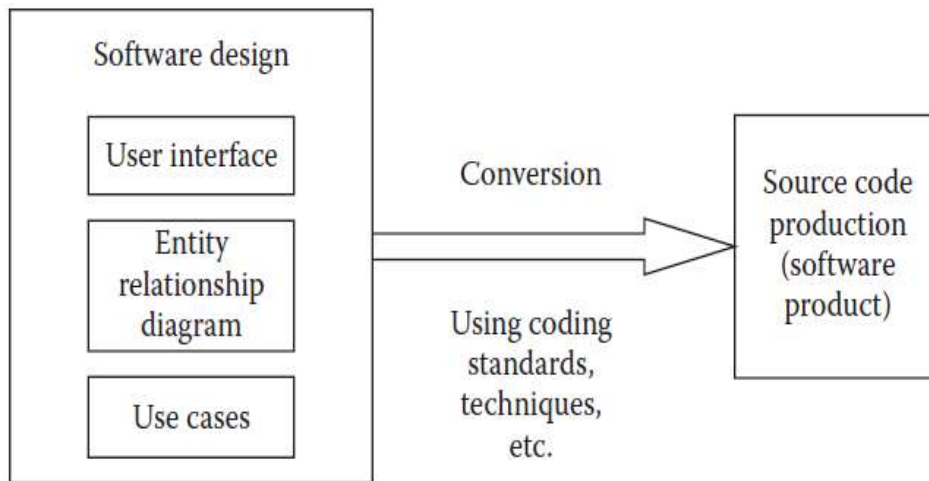 Software design
User interface
Entity
relationship
diagram
Use cases
Conversion
Using coding
standards,
techniques,
etc.
Source code
production
(software
product)